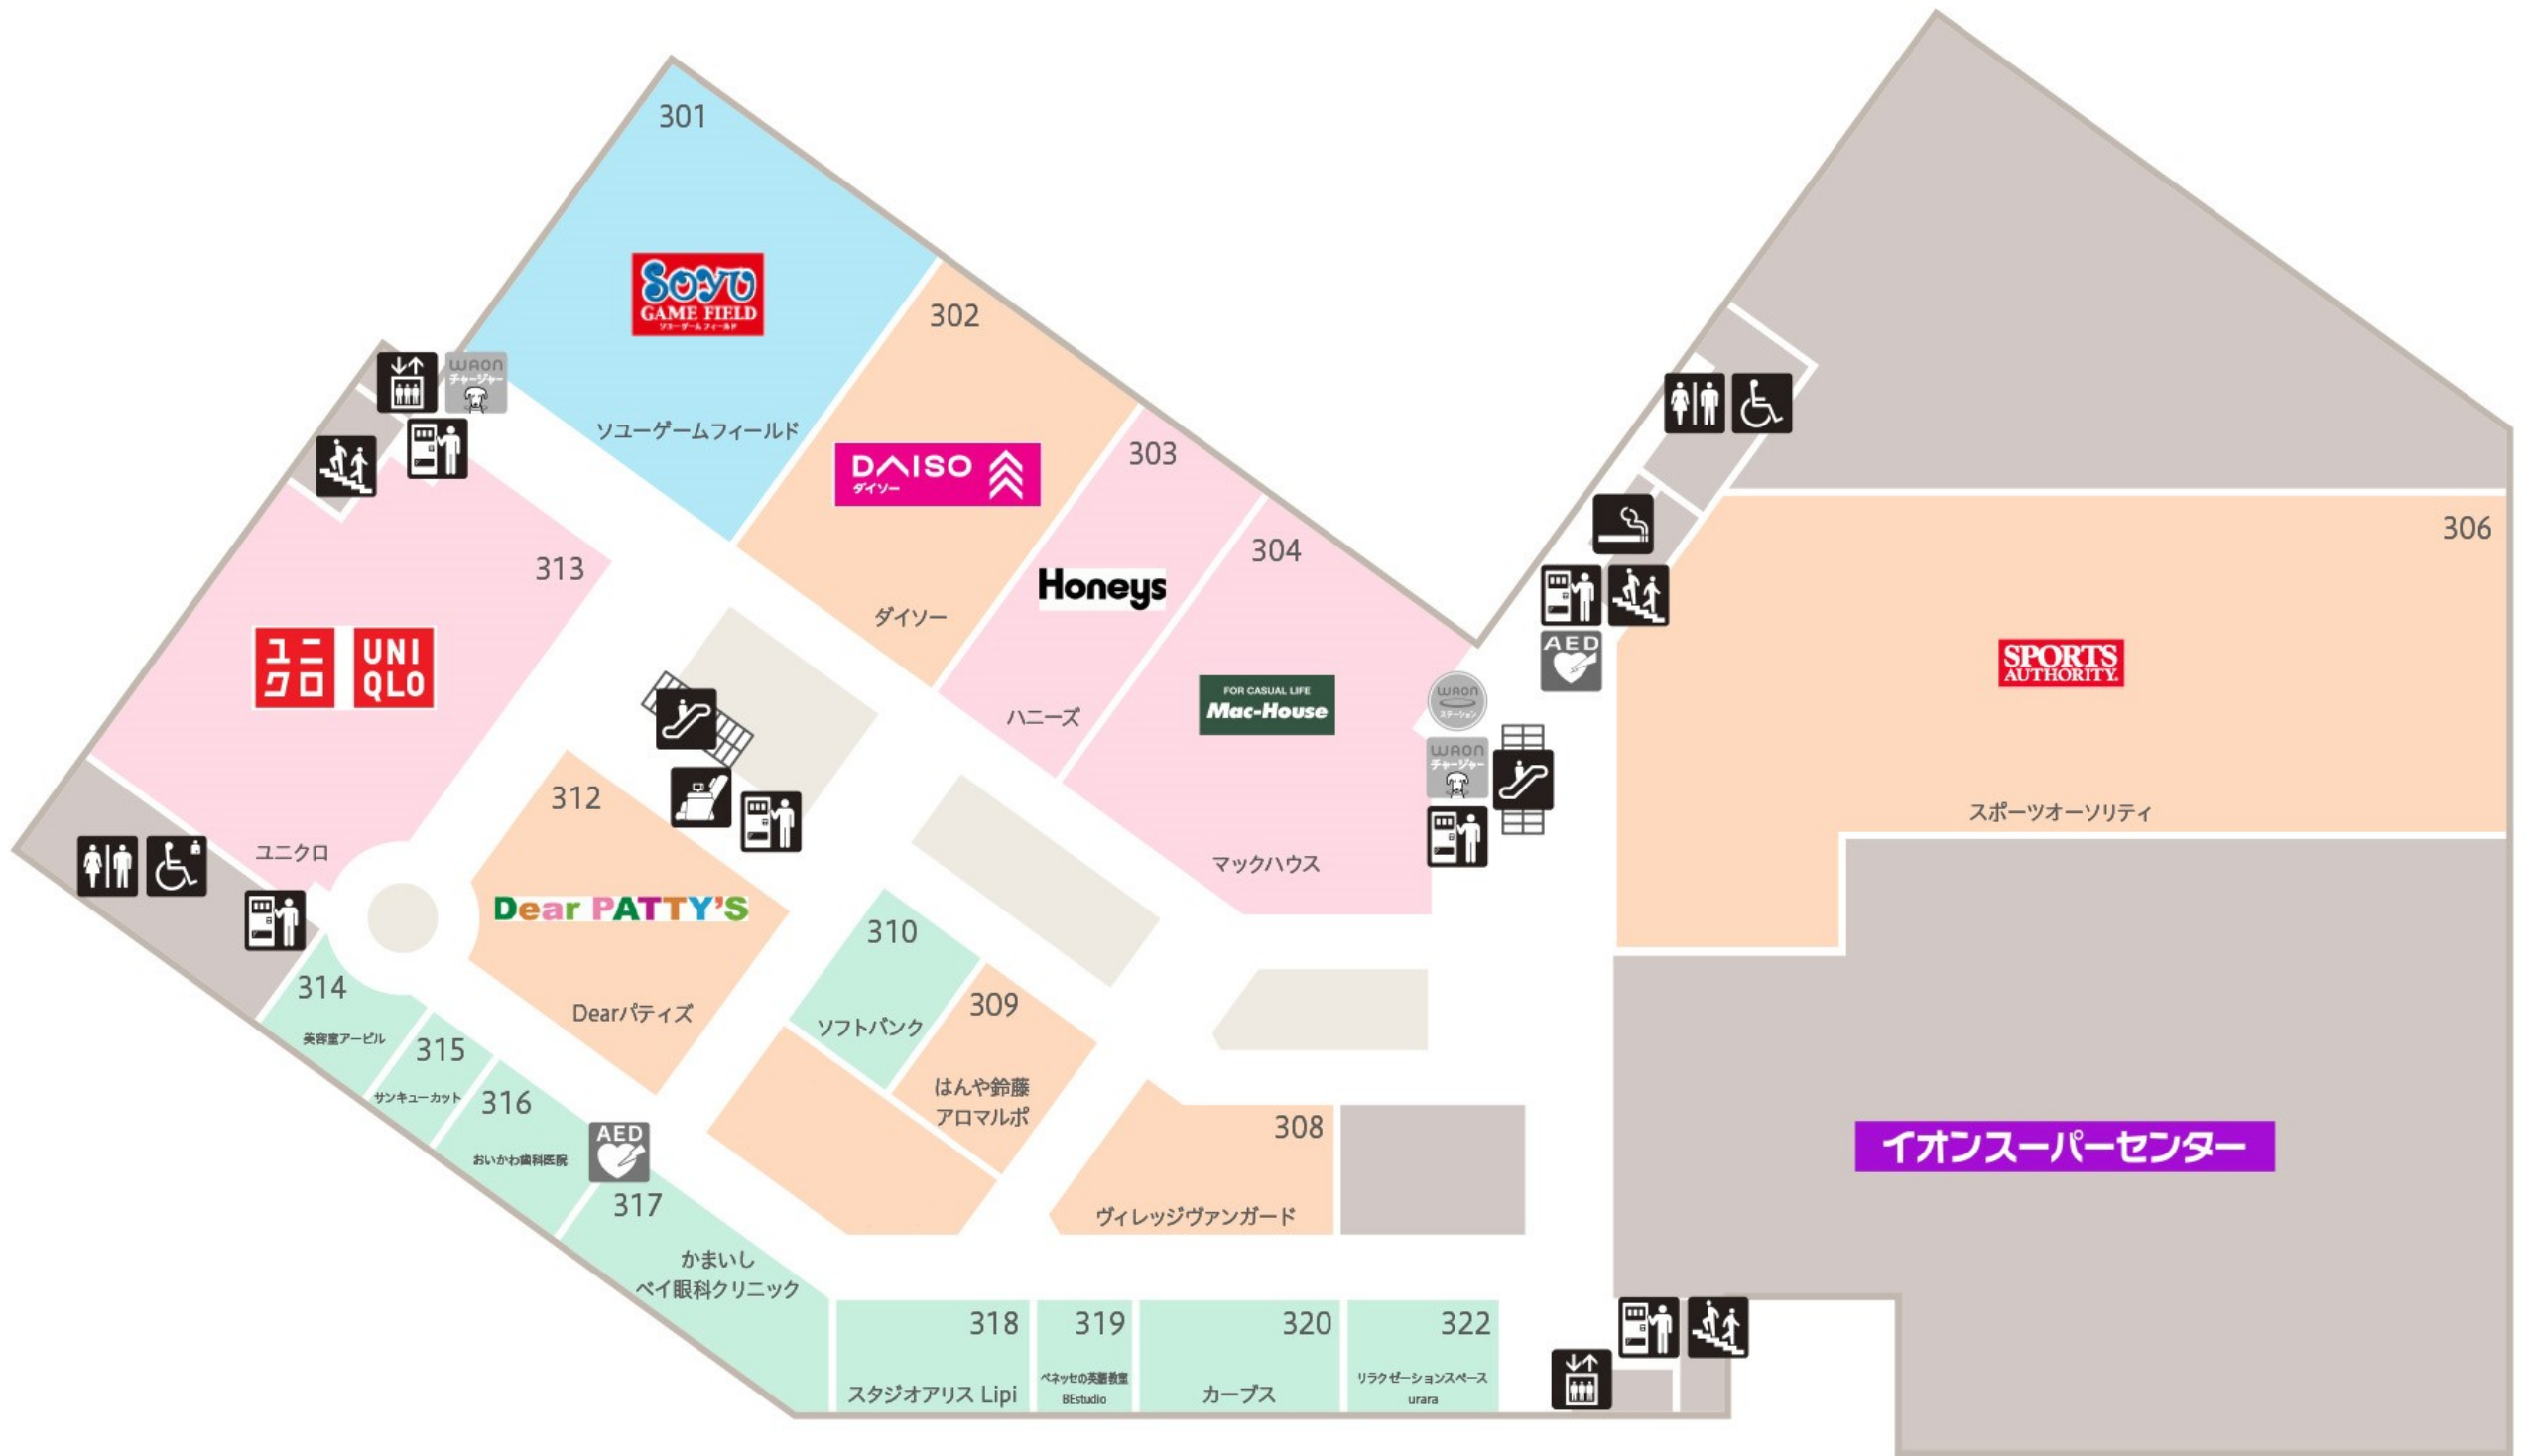 301
SOYU
GAME FIELD
ソユーゲームフィールド
ソユーゲームフィールド
302
DAISO
ダイソー
ダイソー
303
Honeys
ハニーズ
304
FOR CASUAL LIFE
Mac-House
マックハウス
306
SPORTS
AUTHORITY
スポーツオーソリティ
WAON
チャージャー
313
ユニ
クロ
UNI
QLO
ユニクロ
312
Dear PATTY'S
Dearパティズ
310
ソフトバンク
309
はんや鈴藤
アロマルポ
308
ヴィレッジヴァンガード
AED
WAON
ステーション
WAON
チャージャー
イオンスーパーセンター
314
美容室アービル
315
サンキューカット
316
おいかわ歯科医院
AED
317
かまいし
ベイ眼科クリニック
318
スタジオアリス Lipi
319
ベネッセの英語教室
BEstudio
320
カーブス
322
リラクゼーションスペース
urara